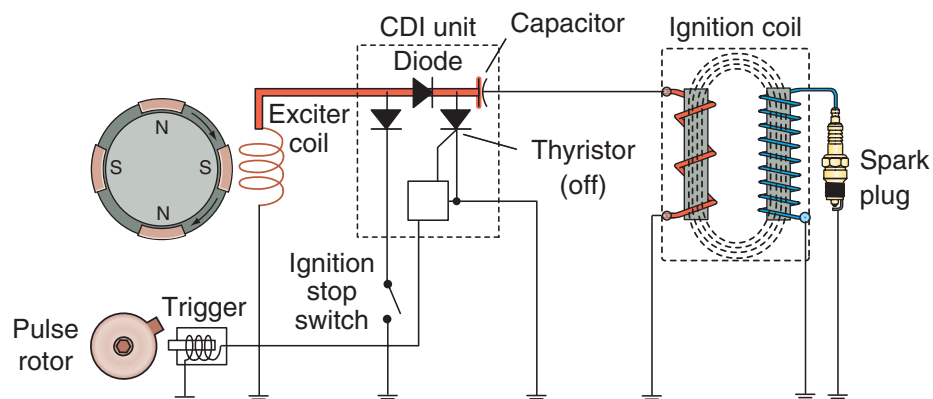 CDI unit
Capacitor
Ignition coil
Diode
N
S
S
N
Exciter
coil
Thyristor
(off)
Spark
plug
Ignition
stop
switch
Trigger
Pulse
rotor